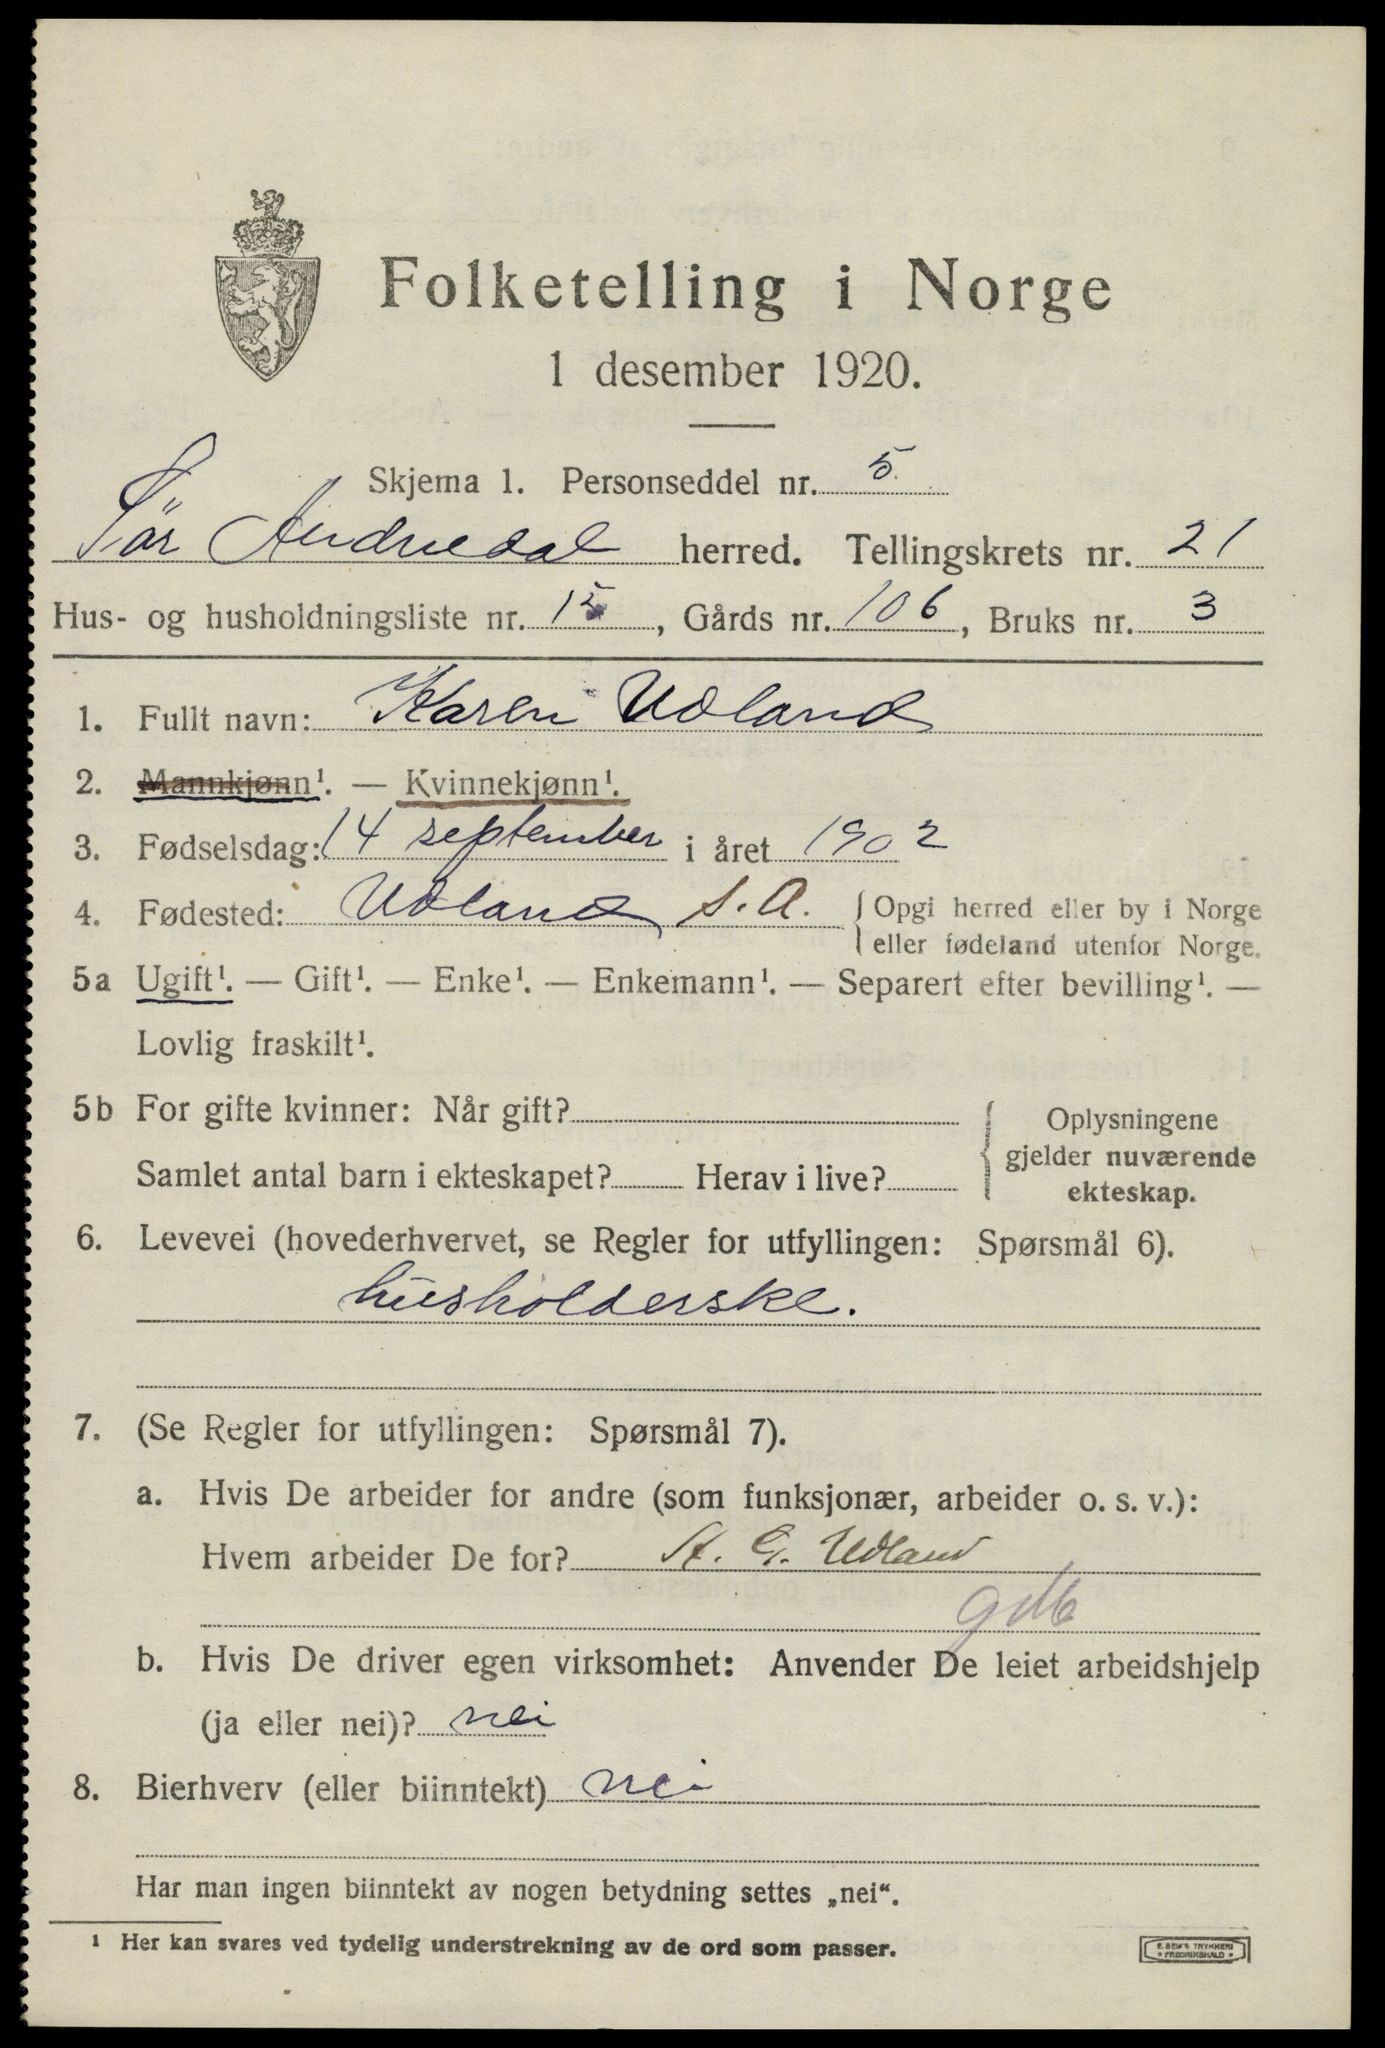 Folketelling i Norge
1 desember 1920.
Skjema 1. Personseddel nr. 5
Sör Audnedal herred. Tellingskrets nr. 21
Hus- og husholdningsliste nr. 15, Gårds nr. 106, Bruks nr. 3
1. Fullt navn: Karen Udland
2. Mannkjønn¹. — Kvinnekjønn¹.
3. Fødselsdag: 14 september i året 1902
4. Fødested: Udland S. A. { Opgi herred eller by i Norge
{ eller fødeland utenfor Norge.
5a Ugift¹. — Gift¹. — Enke¹. — Enkemann¹. — Separert efter bevilling¹. —
Lovlig fraskilt¹.
5b For gifte kvinner: Når gift?
Samlet antal barn i ekteskapet? Herav i live?
{ Oplysningene
gjelder nuværende
ekteskap.
6. Levevei (hovederhvervet, se Regler for utfyllingen: Spørsmål 6).
husholderske.
7. (Se Regler for utfyllingen: Spørsmål 7).
a. Hvis De arbeider for andre (som funksjonær, arbeider o. s. v.):
Hvem arbeider De for? A. G. Udland
b. Hvis De driver egen virksomhet: Anvender De leiet arbeidshjelp
(ja eller nei)? nei
8. Bierhverv (eller biinntekt) nei
Har man ingen biinntekt av nogen betydning settes „nei“.
¹ Her kan svares ved tydelig understrekning av de ord som passer.
E. SEM'S TRYKKERI
* FREDRIKSHALD *